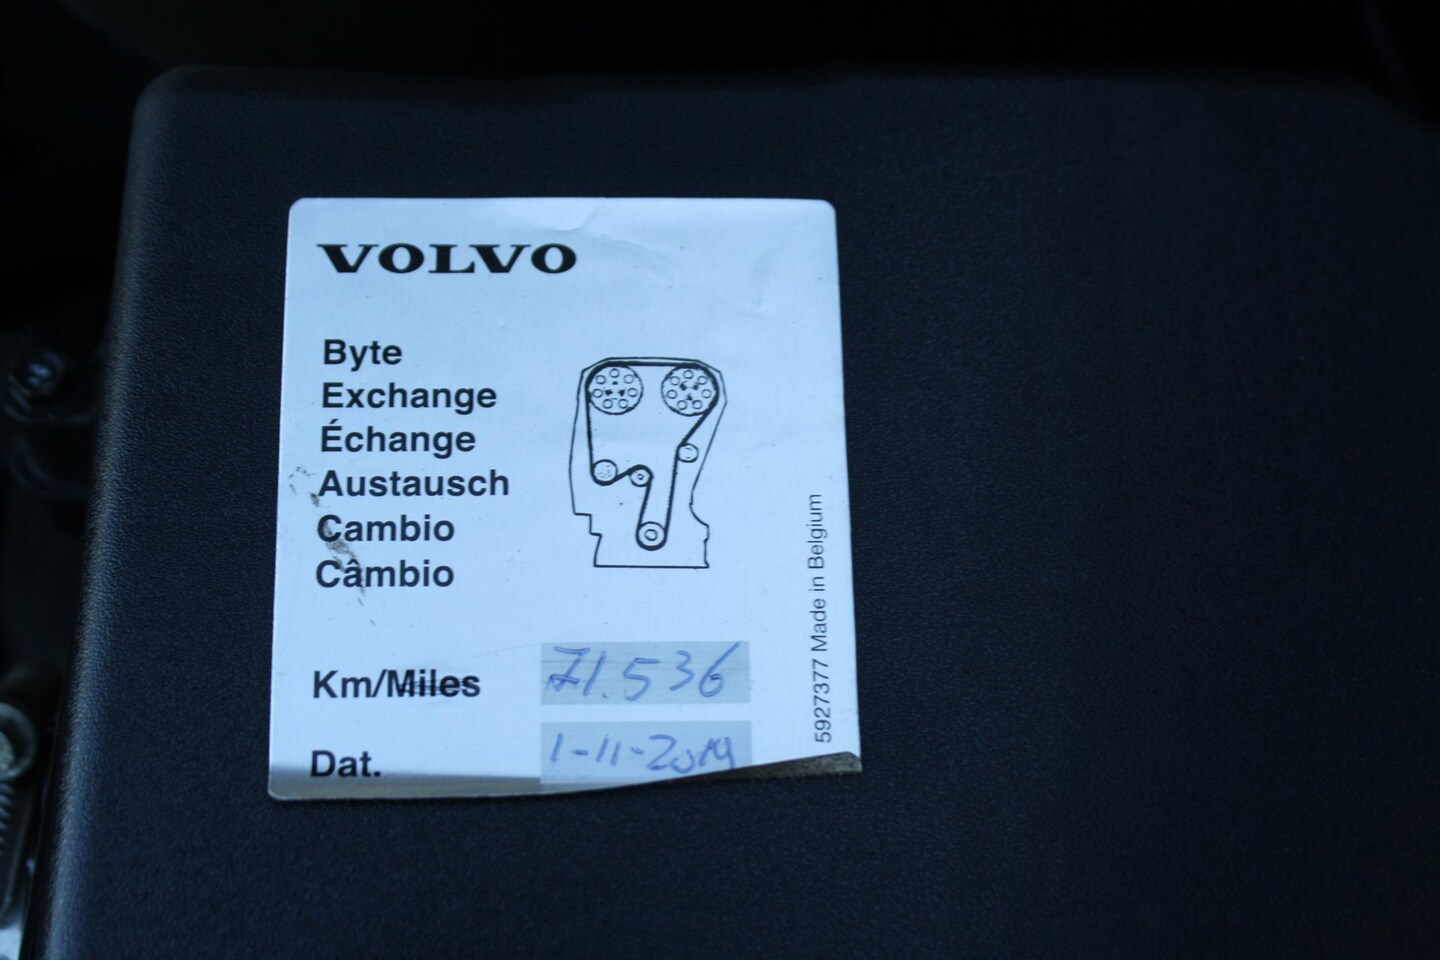 VOLVO
Byte
Exchange
Échange
Austausch
Cambio
Câmbio
Km/Miles 71.536
Dat. 1-11-2019
5927377 Made in Belgium